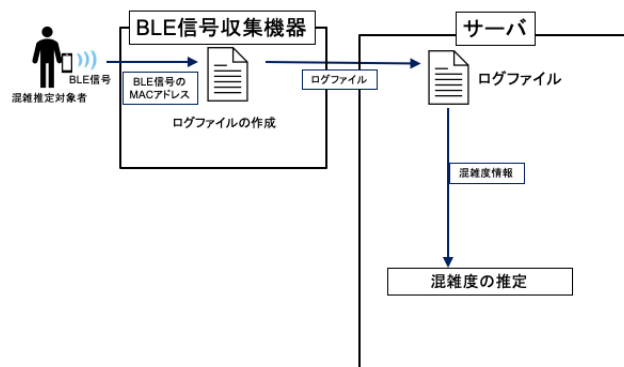 BLE信号収集機器
サーバ
BLE信号
混雑推定対象者
BLE信号の
MACアドレス
ログファイルの作成
ログファイル
ログファイル
混雑度情報
混雑度の推定